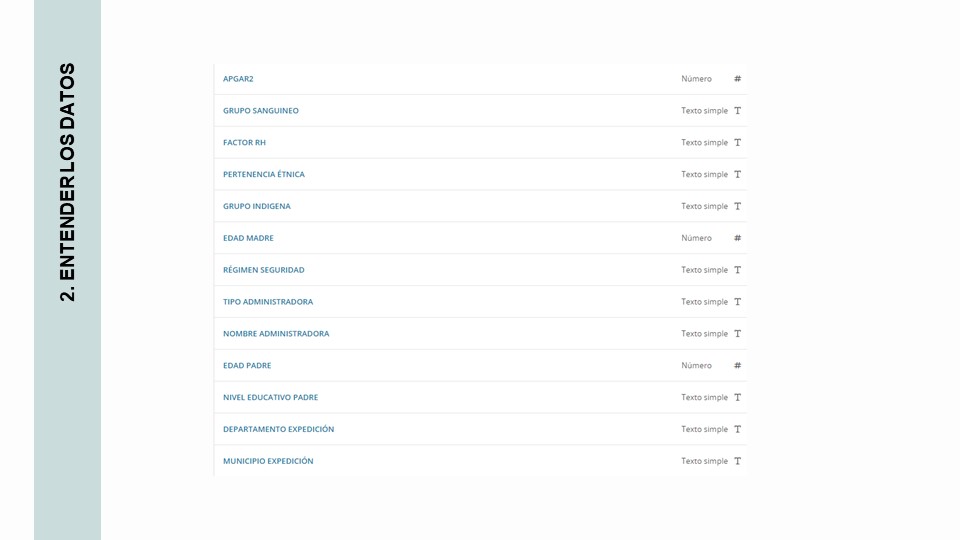 2. ENTENDER LOS DATOS
APGAR2 Número #
GRUPO SANGUINEO Texto simple T
FACTOR RH Texto simple T
PERTENENCIA ÉTNICA Texto simple T
GRUPO INDIGENA Texto simple T
EDAD MADRE Número #
RÉGIMEN SEGURIDAD Texto simple T
TIPO ADMINISTRADORA Texto simple T
NOMBRE ADMINISTRADORA Texto simple T
EDAD PADRE Número #
NIVEL EDUCATIVO PADRE Texto simple T
DEPARTAMENTO EXPEDICIÓN Texto simple T
MUNICIPIO EXPEDICIÓN Texto simple T